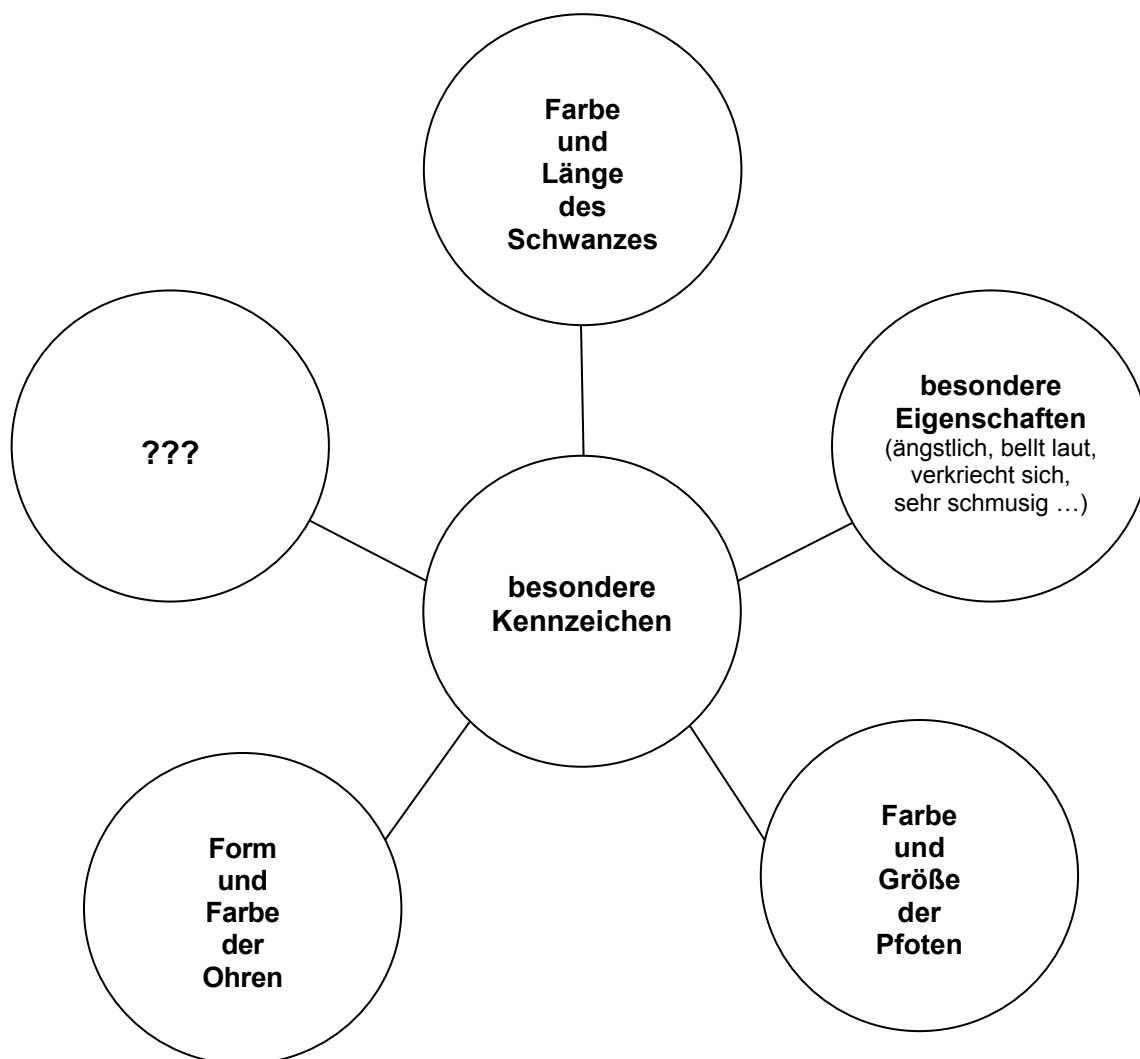 Farbe
und
Länge
des
Schwanzes
besondere
Eigenschaften
(ängstlich, bellt laut,
verkriecht sich,
sehr schmusig …)
???
besondere
Kennzeichen
Form
und
Farbe
der
Ohren
Farbe
und
Größe
der
Pfoten